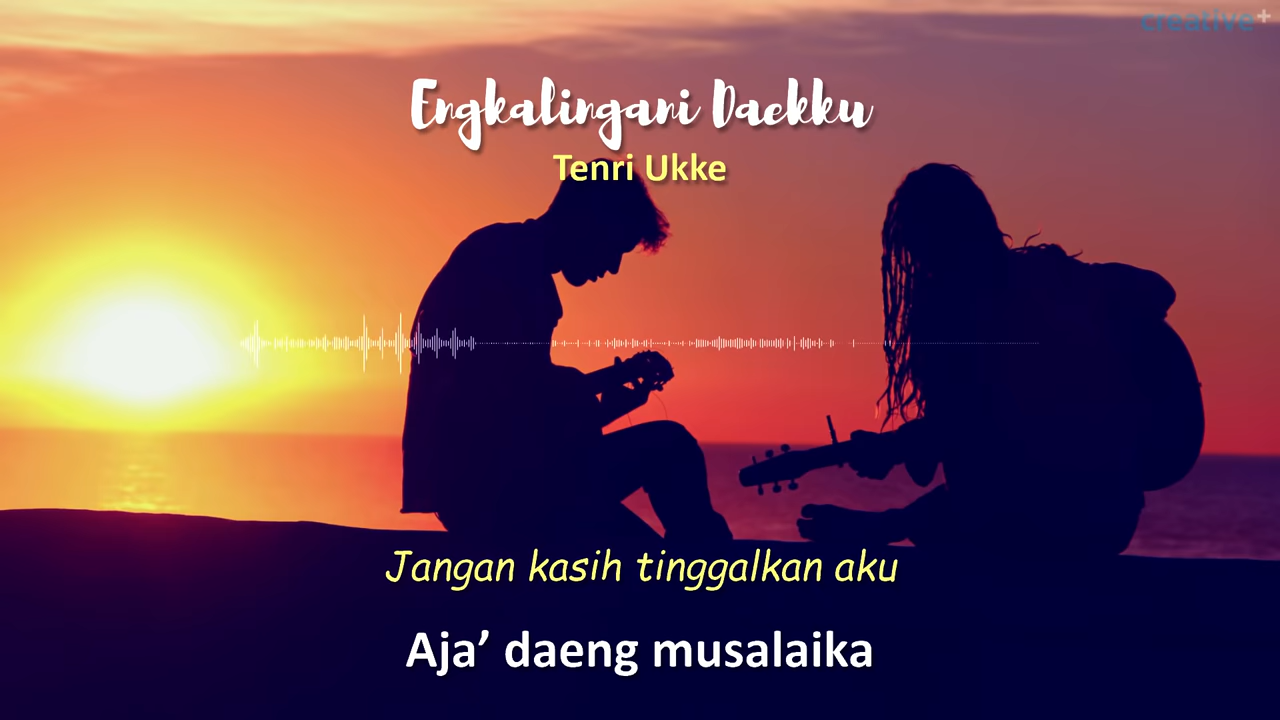 creative+
Engkalingani Daekku
Tenri Ukke
Jangan kasih tinggalkan aku
Aja’ daeng musalaika